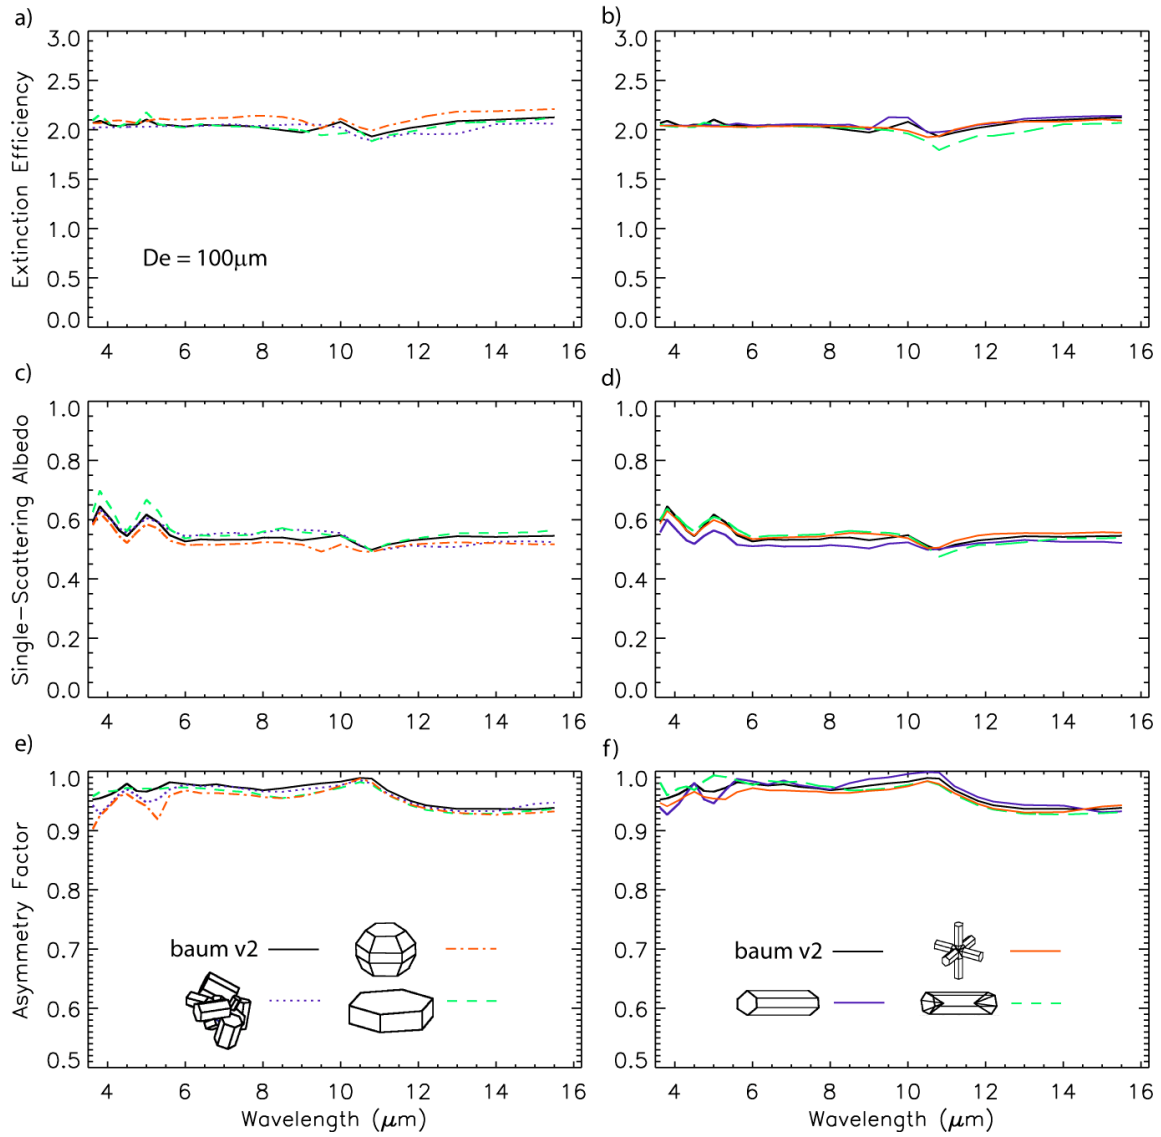 a)
b)
3.0
2.5
2.0
1.5
1.0
0.5
0.0
Extinction Efficiency
De = 100μm
4 6 8 10 12 14 16
3.0
2.5
2.0
1.5
1.0
0.5
0.0
4 6 8 10 12 14 16
c)
d)
1.0
0.8
0.6
0.4
0.2
0.0
Single-Scattering Albedo
4 6 8 10 12 14 16
1.0
0.8
0.6
0.4
0.2
0.0
4 6 8 10 12 14 16
e)
f)
1.0
0.9
0.8
0.7
0.6
0.5
Asymmetry Factor
baum v2
4 6 8 10 12 14 16
Wavelength (μm)
1.0
0.9
0.8
0.7
0.6
0.5
baum v2
4 6 8 10 12 14 16
Wavelength (μm)